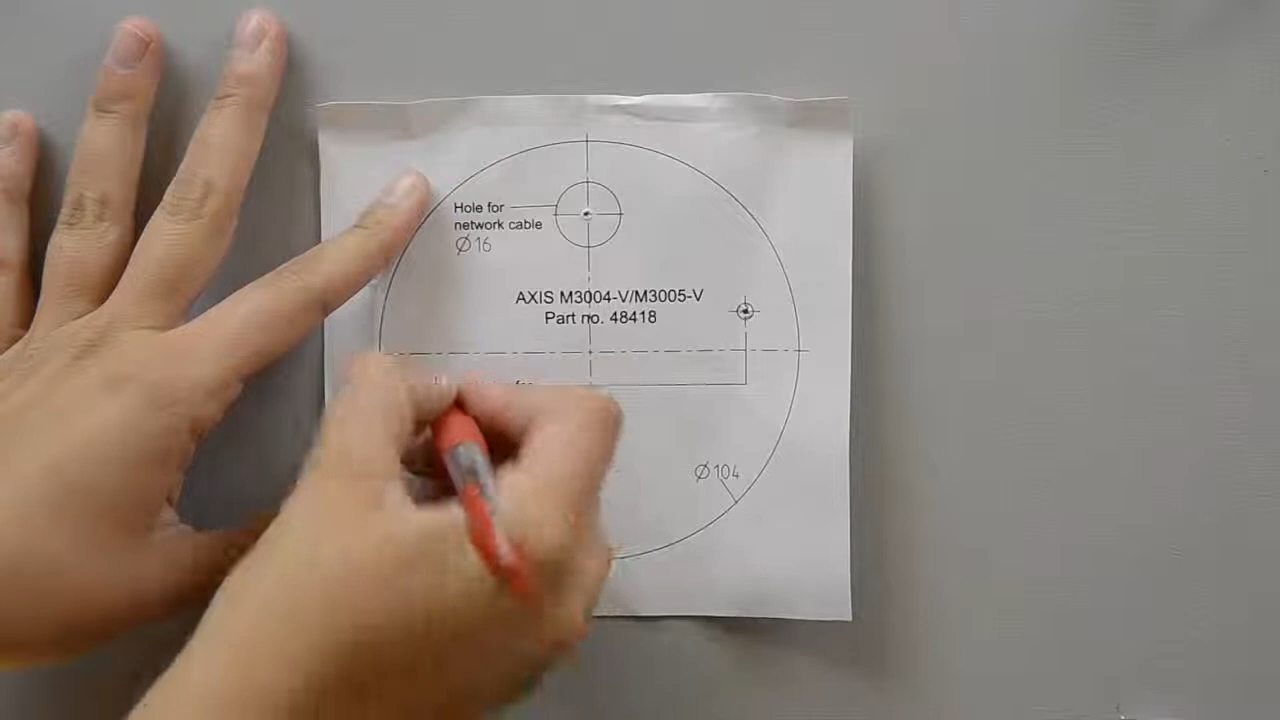 Hole for
network cable
Ø16
AXIS M3004-V/M3005-V
Part no. 48418
Ø104